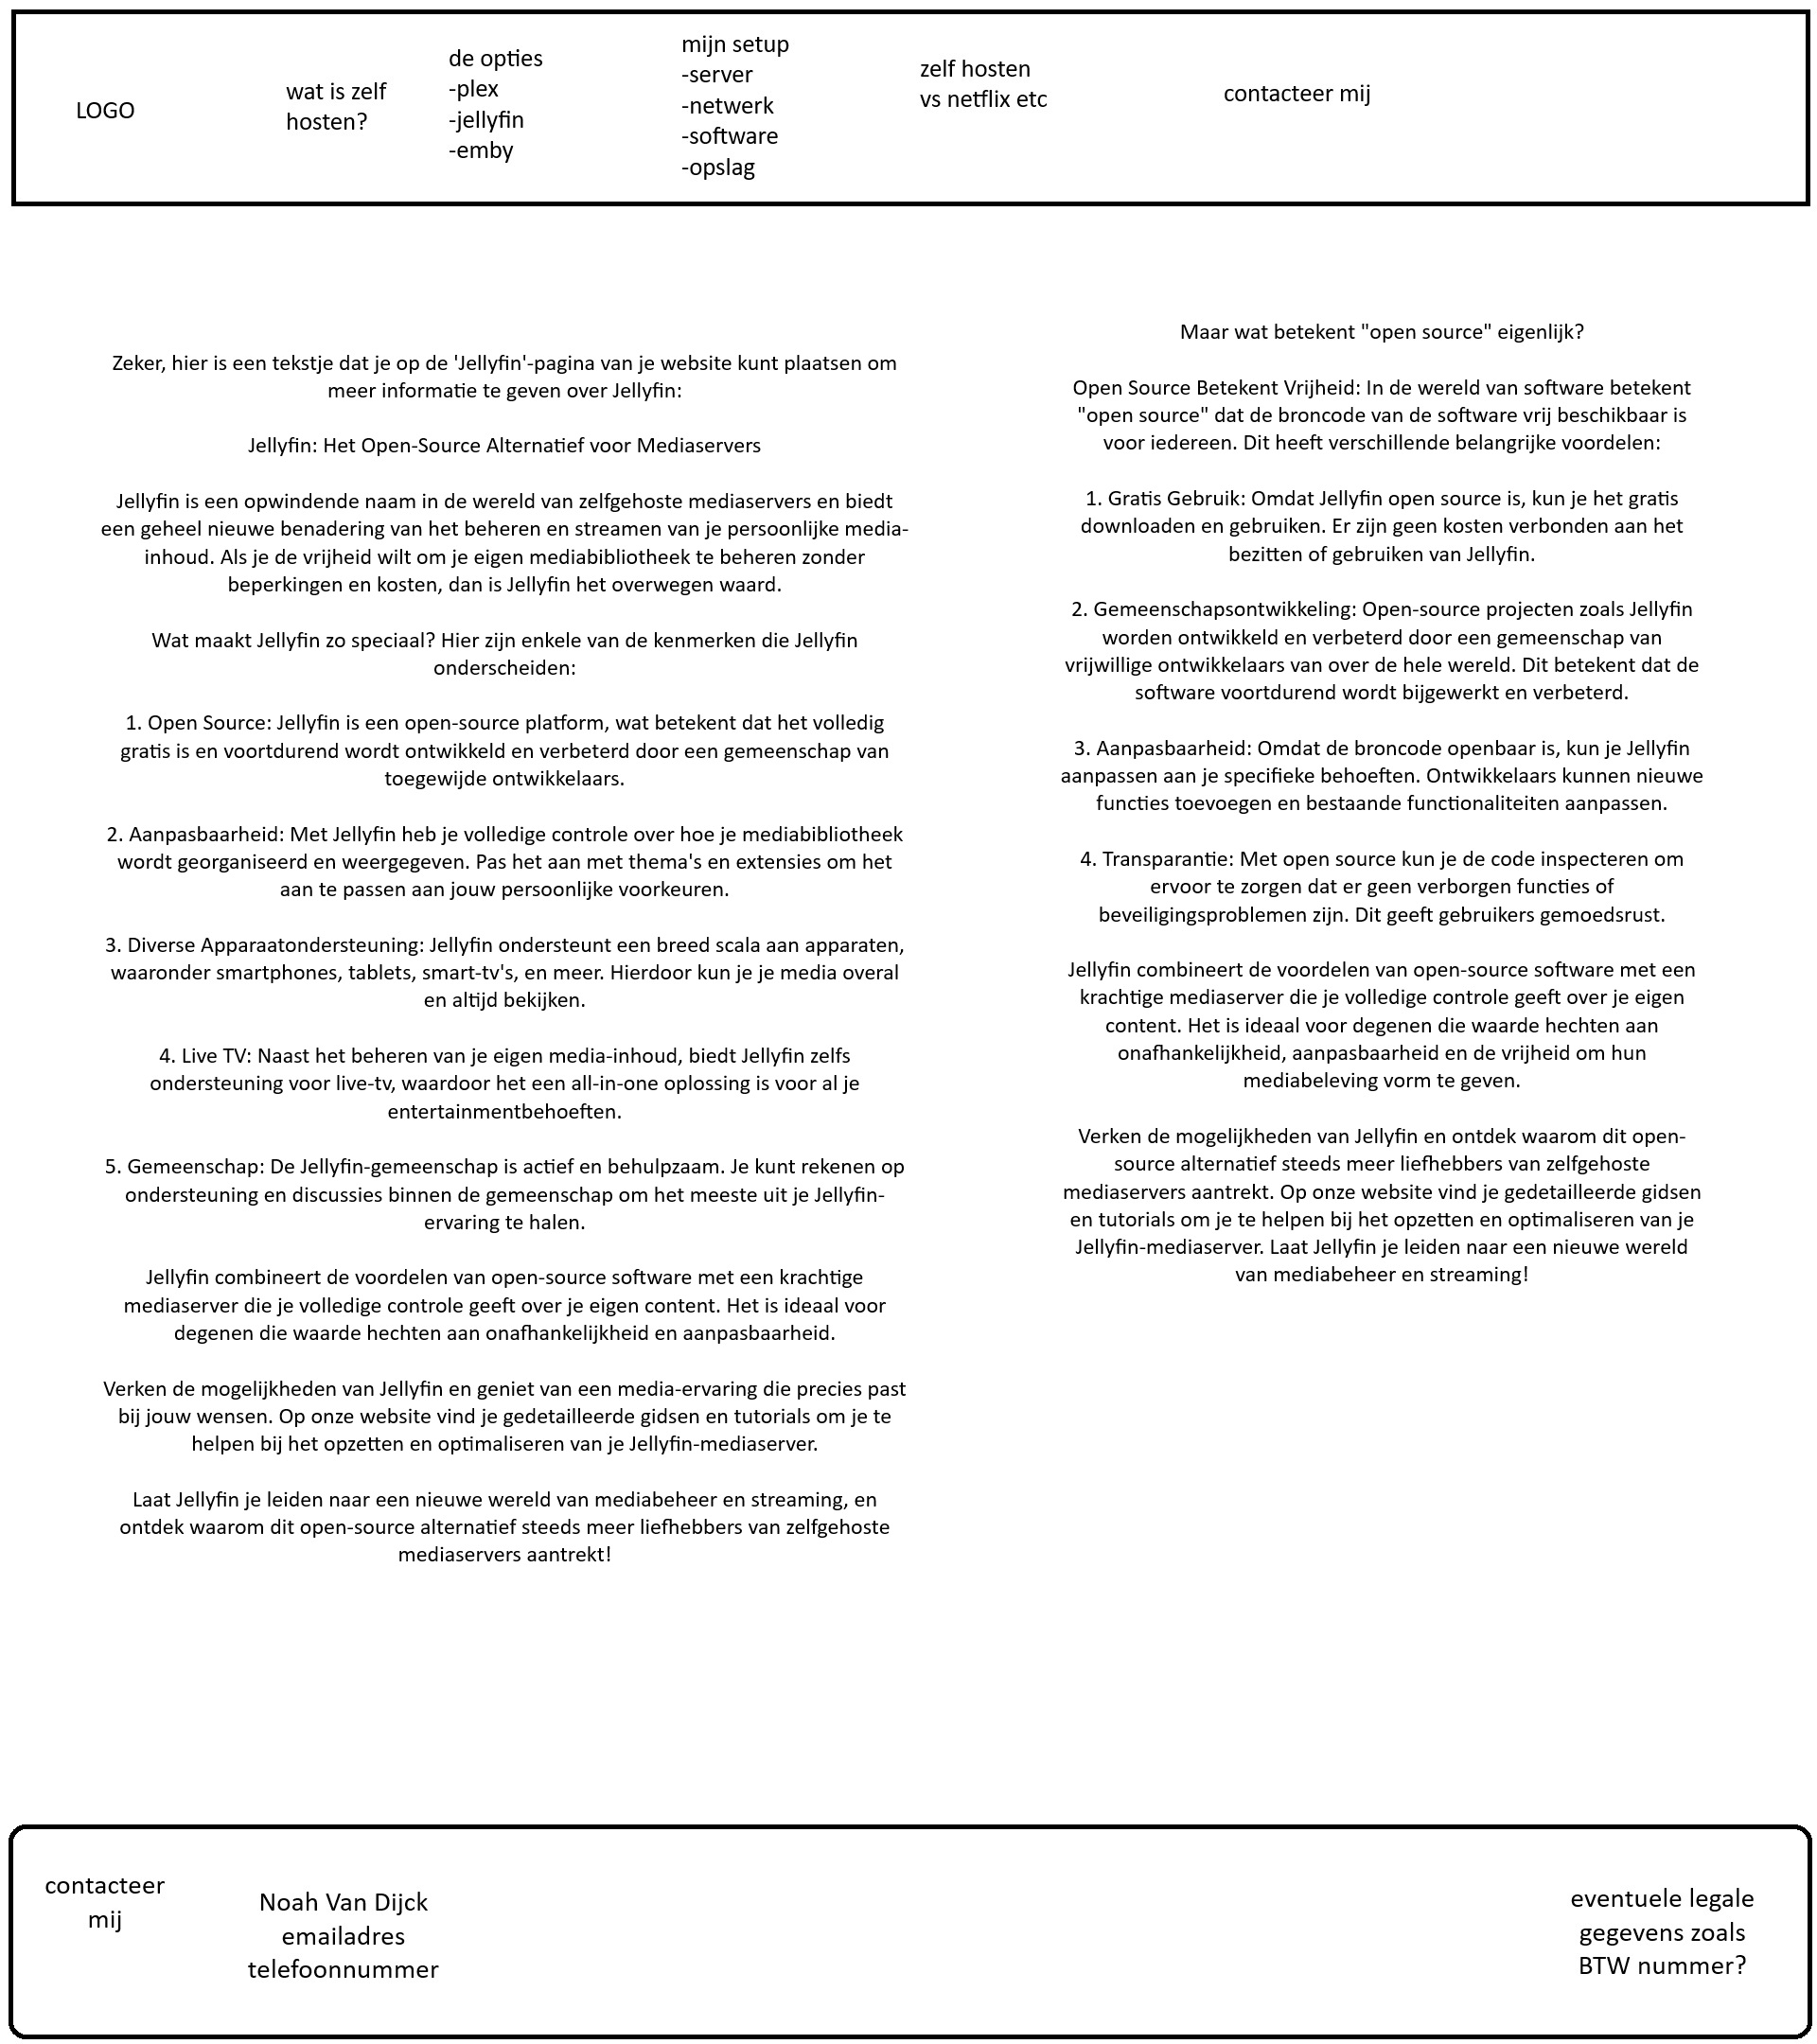 LOGO
wat is zelf
hosten?
de opties
-plex
-jellyfin
-emby
mijn setup
-server
-netwerk
-software
-opslag
zelf hosten
vs netflix etc
contacteer mij
Zeker, hier is een tekstje dat je op de 'Jellyfin'-pagina van je website kunt plaatsen om
meer informatie te geven over Jellyfin:
Jellyfin: Het Open-Source Alternatief voor Mediaservers
Jellyfin is een opwindende naam in de wereld van zelfgehoste mediaservers en biedt
een geheel nieuwe benadering van het beheren en streamen van je persoonlijke media-
inhoud. Als je de vrijheid wilt om je eigen mediabibliotheek te beheren zonder
beperkingen en kosten, dan is Jellyfin het overwegen waard.
Wat maakt Jellyfin zo speciaal? Hier zijn enkele van de kenmerken die Jellyfin
onderscheiden:
1. Open Source: Jellyfin is een open-source platform, wat betekent dat het volledig
gratis is en voortdurend wordt ontwikkeld en verbeterd door een gemeenschap van
toegewijde ontwikkelaars.
2. Aanpasbaarheid: Met Jellyfin heb je volledige controle over hoe je mediabibliotheek
wordt georganiseerd en weergegeven. Pas het aan met thema's en extensies om het
aan te passen aan jouw persoonlijke voorkeuren.
3. Diverse Apparaatondersteuning: Jellyfin ondersteunt een breed scala aan apparaten,
waaronder smartphones, tablets, smart-tv's, en meer. Hierdoor kun je je media overal
en altijd bekijken.
4. Live TV: Naast het beheren van je eigen media-inhoud, biedt Jellyfin zelfs
ondersteuning voor live-tv, waardoor het een all-in-one oplossing is voor al je
entertainmentbehoeften.
5. Gemeenschap: De Jellyfin-gemeenschap is actief en behulpzaam. Je kunt rekenen op
ondersteuning en discussies binnen de gemeenschap om het meeste uit je Jellyfin-
ervaring te halen.
Jellyfin combineert de voordelen van open-source software met een krachtige
mediaserver die je volledige controle geeft over je eigen content. Het is ideaal voor
degenen die waarde hechten aan onafhankelijkheid en aanpasbaarheid.
Verken de mogelijkheden van Jellyfin en geniet van een media-ervaring die precies past
bij jouw wensen. Op onze website vind je gedetailleerde gidsen en tutorials om je te
helpen bij het opzetten en optimaliseren van je Jellyfin-mediaserver.
Laat Jellyfin je leiden naar een nieuwe wereld van mediabeheer en streaming, en
ontdek waarom dit open-source alternatief steeds meer liefhebbers van zelfgehoste
mediaservers aantrekt!
Maar wat betekent "open source" eigenlijk?
Open Source Betekent Vrijheid: In de wereld van software betekent
"open source" dat de broncode van de software vrij beschikbaar is
voor iedereen. Dit heeft verschillende belangrijke voordelen:
1. Gratis Gebruik: Omdat Jellyfin open source is, kun je het gratis
downloaden en gebruiken. Er zijn geen kosten verbonden aan het
bezitten of gebruiken van Jellyfin.
2. Gemeenschapsontwikkeling: Open-source projecten zoals Jellyfin
worden ontwikkeld en verbeterd door een gemeenschap van
vrijwillige ontwikkelaars van over de hele wereld. Dit betekent dat de
software voortdurend wordt bijgewerkt en verbeterd.
3. Aanpasbaarheid: Omdat de broncode openbaar is, kun je Jellyfin
aanpassen aan je specifieke behoeften. Ontwikkelaars kunnen nieuwe
functies toevoegen en bestaande functionaliteiten aanpassen.
4. Transparantie: Met open source kun je de code inspecteren om
ervoor te zorgen dat er geen verborgen functies of
beveiligingsproblemen zijn. Dit geeft gebruikers gemoedsrust.
Jellyfin combineert de voordelen van open-source software met een
krachtige mediaserver die je volledige controle geeft over je eigen
content. Het is ideaal voor degenen die waarde hechten aan
onafhankelijkheid, aanpasbaarheid en de vrijheid om hun
mediabeleving vorm te geven.
Verken de mogelijkheden van Jellyfin en ontdek waarom dit open-
source alternatief steeds meer liefhebbers van zelfgehoste
mediaservers aantrekt. Op onze website vind je gedetailleerde gidsen
en tutorials om je te helpen bij het opzetten en optimaliseren van je
Jellyfin-mediaserver. Laat Jellyfin je leiden naar een nieuwe wereld
van mediabeheer en streaming!
contacteer
mij
Noah Van Dijck
emailadres
telefoonnummer
eventuele legale
gegevens zoals
BTW nummer?